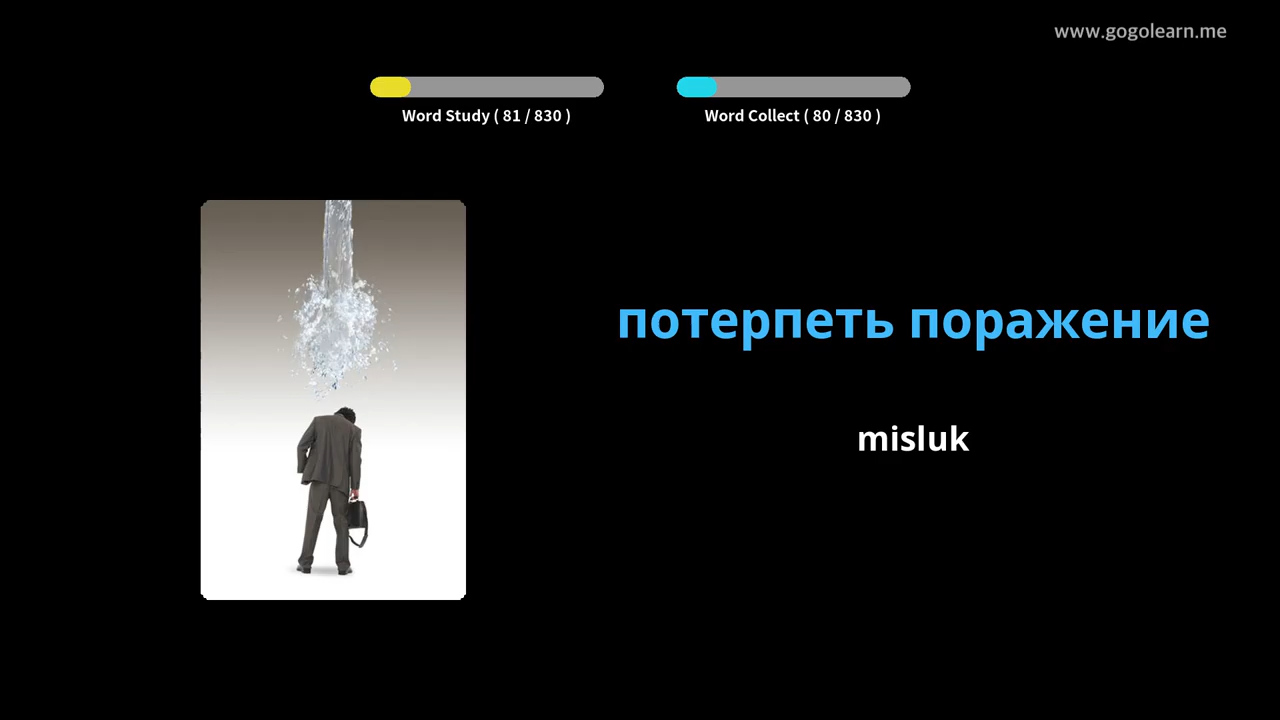 www.gogolearn.me
Word Study ( 81 / 830 )
Word Collect ( 80 / 830 )
потерпеть поражение
misluk